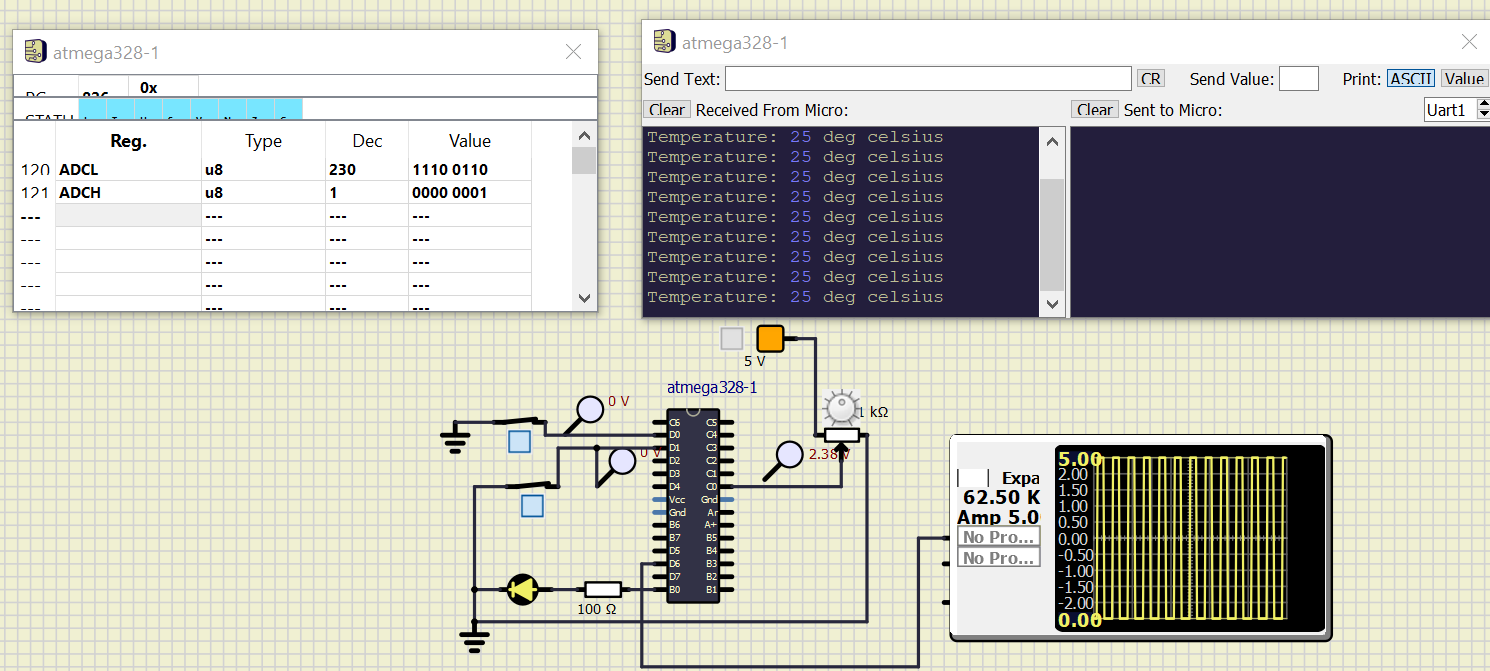 atmega328-1
0x
Reg. Type Dec Value
120 ADCL u8 230 1110 0110
121 ADCH u8 1 0000 0001
--- --- --- ---
--- --- --- ---
--- --- --- ---
--- --- --- ---
--- --- --- ---
atmega328-1
Send Text: CR Send Value: Print: ASCII Value
Clear Received From Micro: Clear Sent to Micro: Uart1
Temperature: 25 deg celsius
Temperature: 25 deg celsius
Temperature: 25 deg celsius
Temperature: 25 deg celsius
Temperature: 25 deg celsius
Temperature: 25 deg celsius
Temperature: 25 deg celsius
Temperature: 25 deg celsius
Temperature: 25 deg celsius
5 V
atmega328-1
0 V
1 kΩ
C6 C5
D0 C4
D1 C3
D2 C2
D3 C1
D4 C0
Vcc Gnd
Gnd Ar
B6 A+
B7 B5
D5 B4
D6 B3
D7 B2
B0 B1
0 V
2.38 V
100 Ω
Expa
62.50 K
Amp 5.0
No Pro...
No Pro...
5.00
2.00
1.50
1.00
0.50
0.00
-0.50
-1.00
-1.50
-2.00
0.00